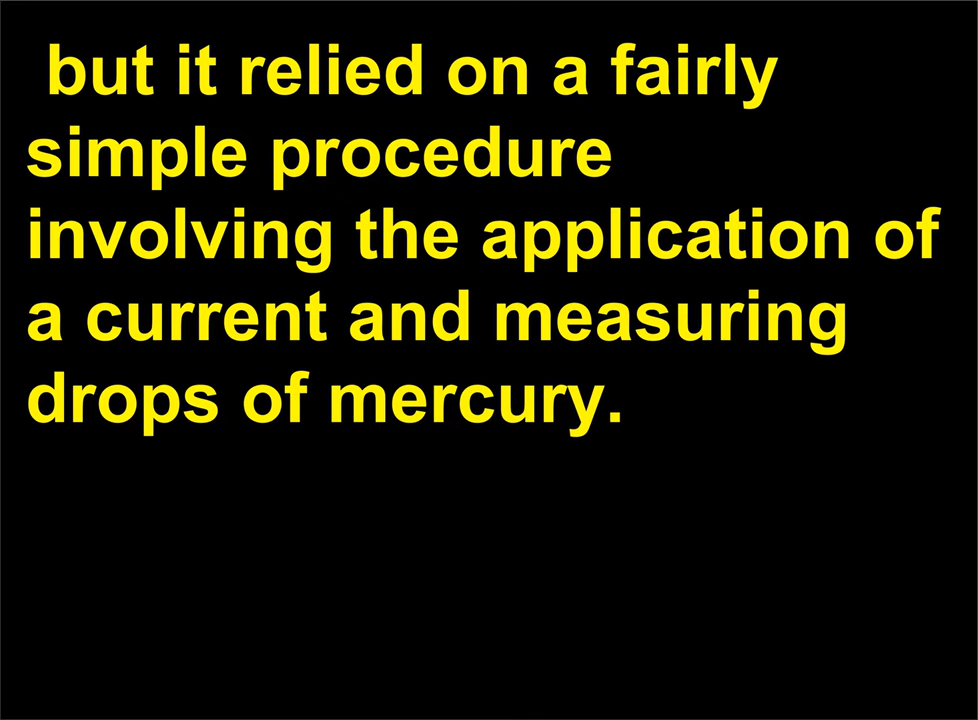 but it relied on a fairly
simple procedure
involving the application of
a current and measuring
drops of mercury.